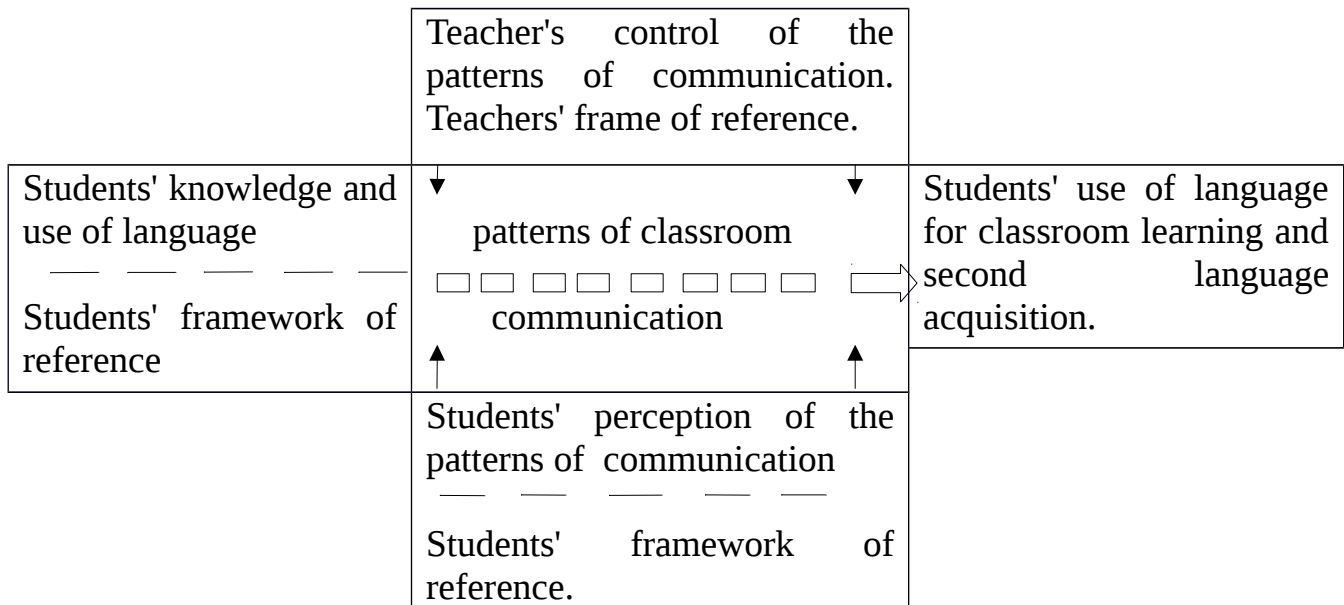 Teacher's control of the
patterns of communication.
Teachers' frame of reference.
Students' knowledge and
use of language
Students' framework of
reference
patterns of classroom
communication
Students' use of language
for classroom learning and
second language
acquisition.
Students' perception of the
patterns of communication
Students' framework of
reference.